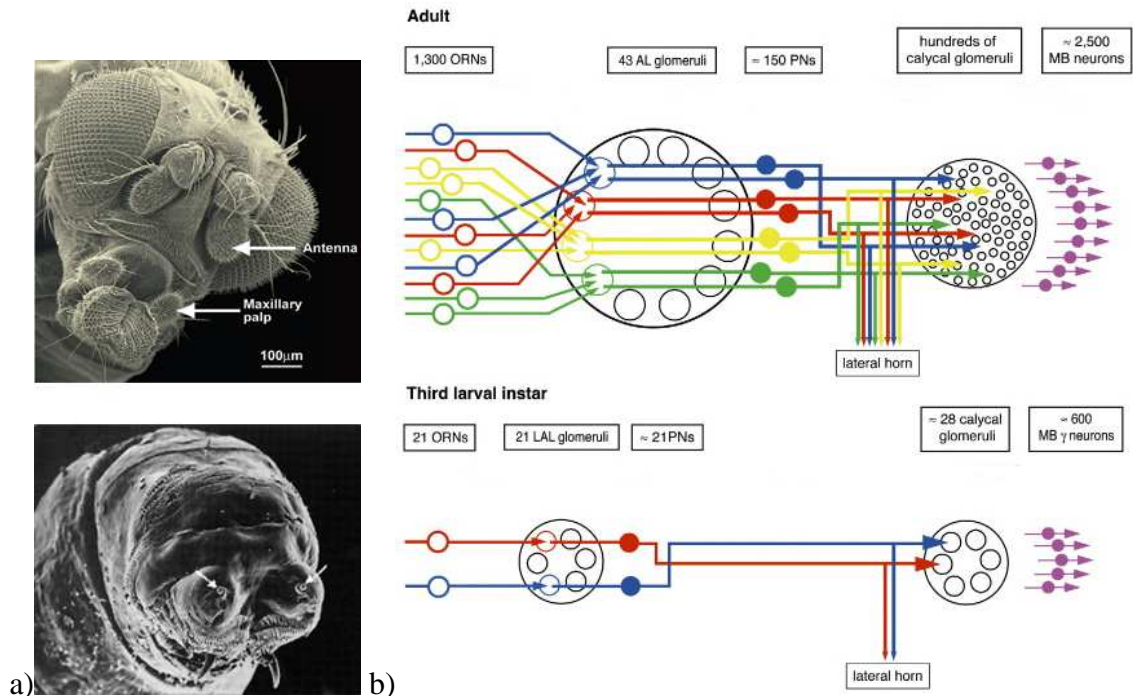 Adult
1,300 ORNs
43 AL glomeruli
≈ 150 PNs
hundreds of
calycal glomeruli
≈ 2,500
MB neurons
Antenna
Maxillary
palp
100μm
lateral horn
Third larval instar
21 ORNs
21 LAL glomeruli
≈ 21PNs
≈ 28 calycal
glomeruli
≈ 600
MB γ neurons
lateral horn
a)
b)